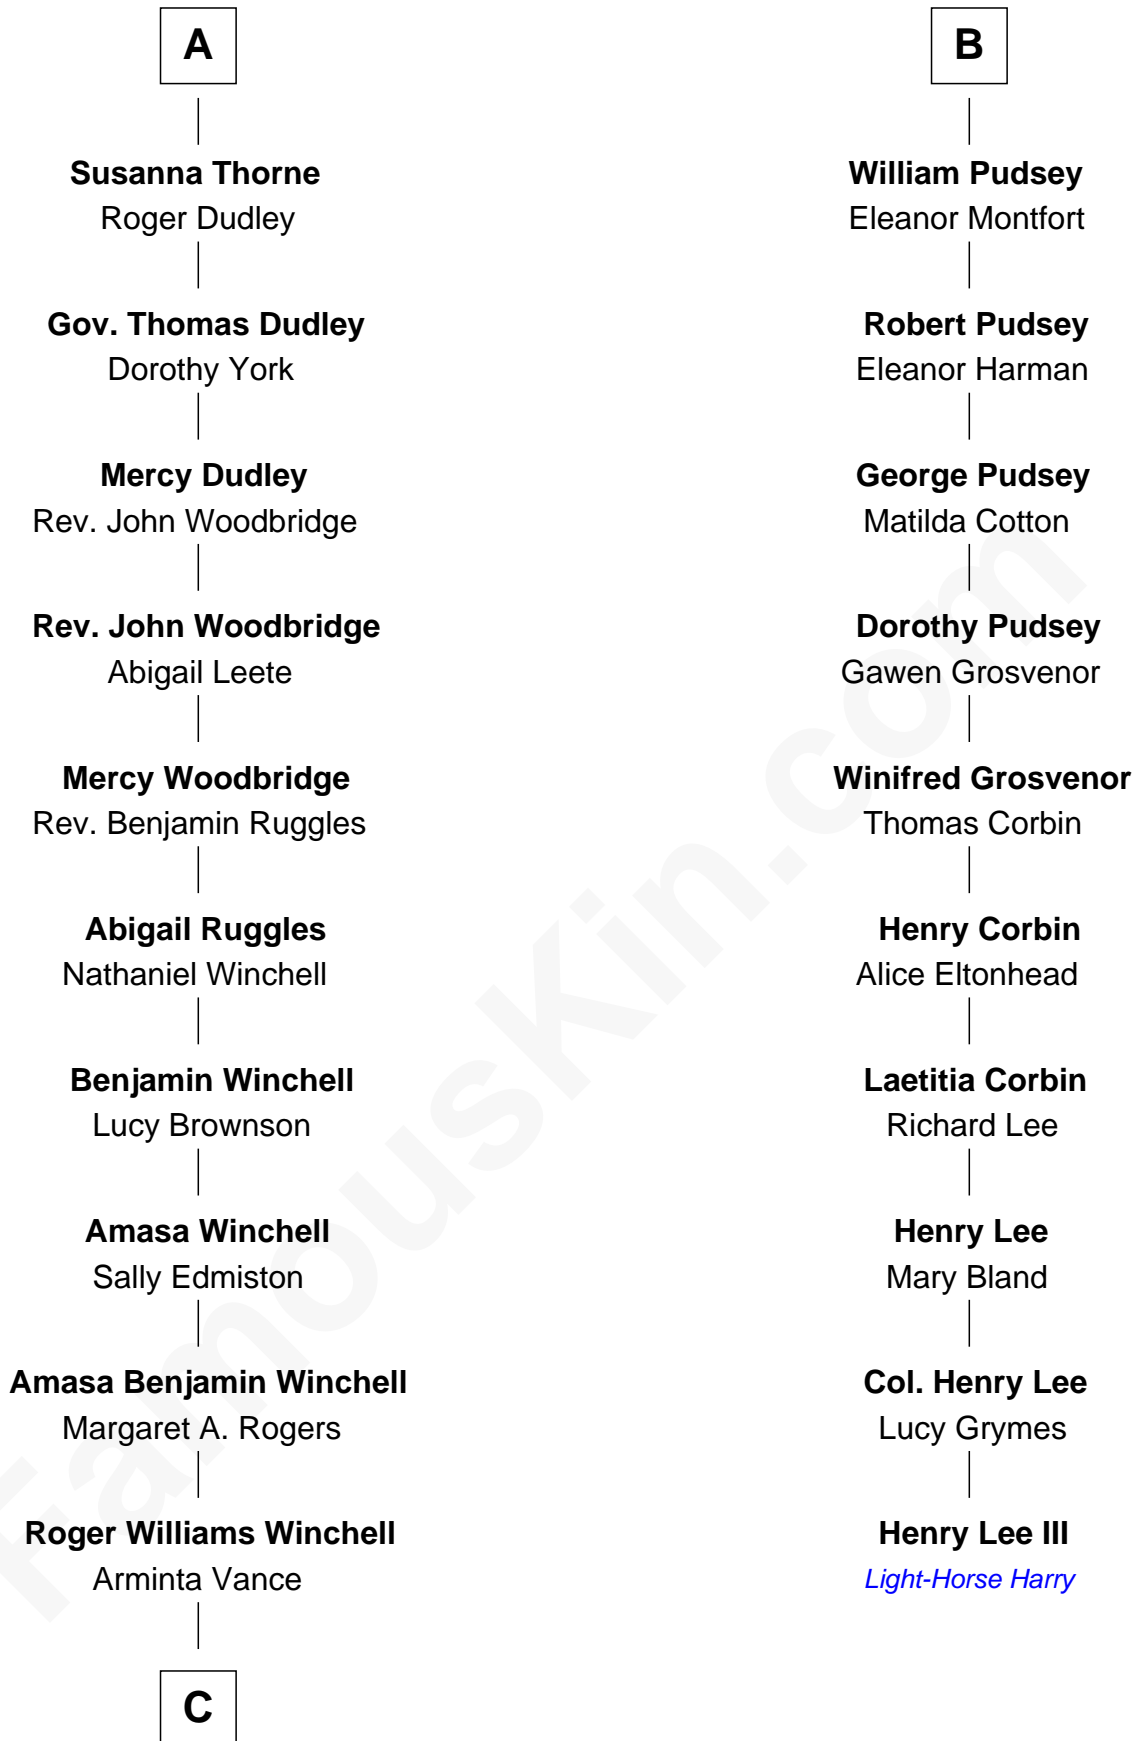 A
Susanna Thorne
Roger Dudley
Gov. Thomas Dudley
Dorothy York
Mercy Dudley
Rev. John Woodbridge
Rev. John Woodbridge
Abigail Leete
Mercy Woodbridge
Rev. Benjamin Ruggles
Abigail Ruggles
Nathaniel Winchell
Benjamin Winchell
Lucy Brownson
Amasa Winchell
Sally Edmiston
Amasa Benjamin Winchell
Margaret A. Rogers
Roger Williams Winchell
Arminta Vance
C
B
William Pudsey
Eleanor Montfort
Robert Pudsey
Eleanor Harman
George Pudsey
Matilda Cotton
Dorothy Pudsey
Gawen Grosvenor
Winifred Grosvenor
Thomas Corbin
Henry Corbin
Alice Eltonhead
Laetitia Corbin
Richard Lee
Henry Lee
Mary Bland
Col. Henry Lee
Lucy Grymes
Henry Lee III
Light-Horse Harry
FamousKin.com